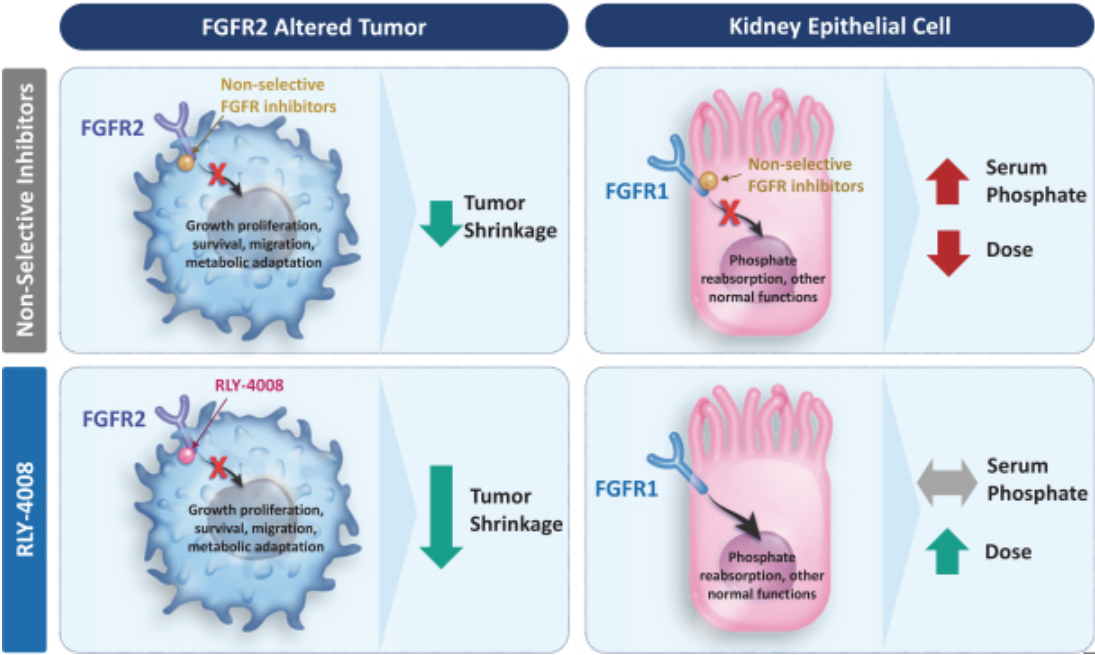 FGFR2 Altered Tumor
Kidney Epithelial Cell
Non-Selective Inhibitors
Non-selective
FGFR inhibitors
FGFR2
Growth proliferation,
survival, migration,
metabolic adaptation
Tumor
Shrinkage
FGFR1
Non-selective
FGFR inhibitors
Phosphate
reabsorption, other
normal functions
Serum
Phosphate
Dose
RLY-4008
RLY-4008
FGFR2
Growth proliferation,
survival, migration,
metabolic adaptation
Tumor
Shrinkage
FGFR1
Phosphate
reabsorption, other
normal functions
Serum
Phosphate
Dose